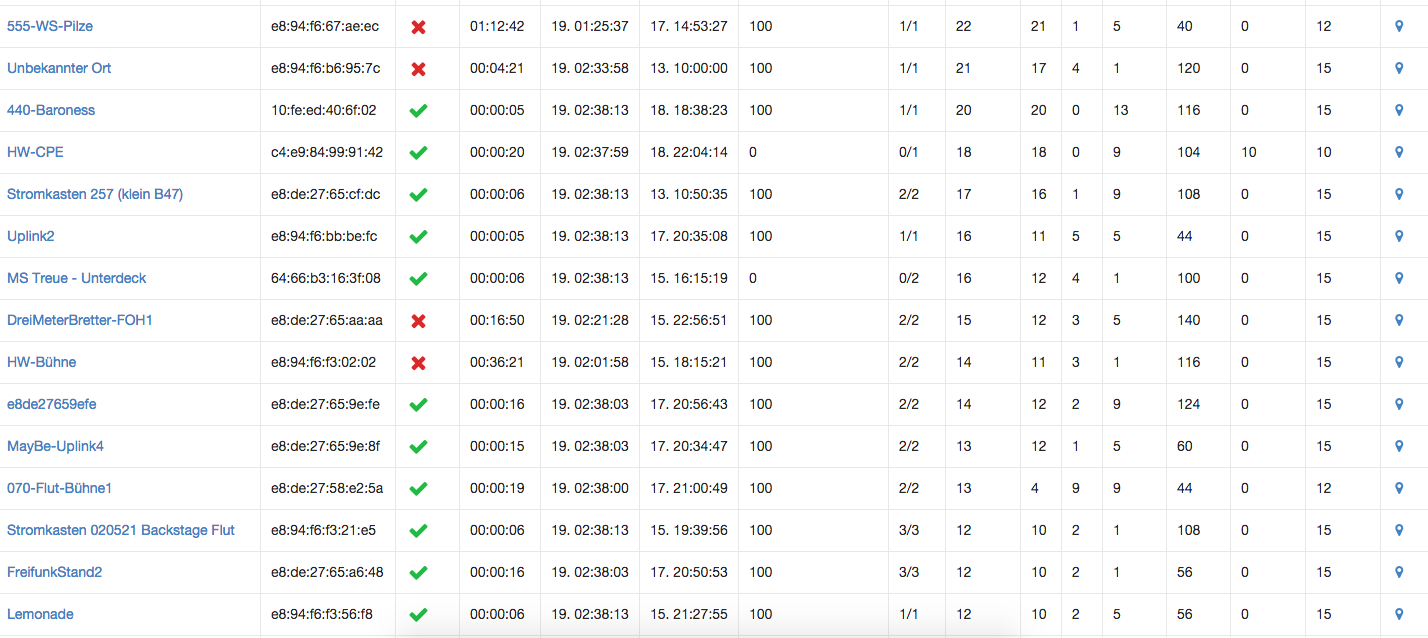 555-WS-Pilze e8:94:f6:67:ae:ec 01:12:42 19. 01:25:37 17. 14:53:27 100 1/1 22 21 1 5 40 0 12
Unbekannter Ort e8:94:f6:b6:95:7c 00:04:21 19. 02:33:58 13. 10:00:00 100 1/1 21 17 4 1 120 0 15
440-Baroness 10:fe:ed:40:6f:02 00:00:05 19. 02:38:13 18. 18:38:23 100 1/1 20 20 0 13 116 0 15
HW-CPE c4:e9:84:99:91:42 00:00:20 19. 02:37:59 18. 22:04:14 0 0/1 18 18 0 9 104 10 10
Stromkasten 257 (klein B47) e8:de:27:65:cf:dc 00:00:06 19. 02:38:13 13. 10:50:35 100 2/2 17 16 1 9 108 0 15
Uplink2 e8:94:f6:bb:be:fc 00:00:05 19. 02:38:13 17. 20:35:08 100 1/1 16 11 5 5 44 0 15
MS Treue - Unterdeck 64:66:b3:16:3f:08 00:00:06 19. 02:38:13 15. 16:15:19 0 0/2 16 12 4 1 100 0 15
DreiMeterBretter-FOH1 e8:de:27:65:aa:aa 00:16:50 19. 02:21:28 15. 22:56:51 100 2/2 15 12 3 5 140 0 15
HW-Bühne e8:94:f6:f3:02:02 00:36:21 19. 02:01:58 15. 18:15:21 100 2/2 14 11 3 1 116 0 15
e8de27659efe e8:de:27:65:9e:fe 00:00:16 19. 02:38:03 17. 20:56:43 100 2/2 14 12 2 9 124 0 15
MayBe-Uplink4 e8:de:27:65:9e:8f 00:00:15 19. 02:38:03 17. 20:34:47 100 2/2 13 12 1 5 60 0 15
070-Flut-Bühne1 e8:de:27:58:e2:5a 00:00:19 19. 02:38:00 17. 21:00:49 100 2/2 13 4 9 9 44 0 12
Stromkasten 020521 Backstage Flut e8:94:f6:f3:21:e5 00:00:06 19. 02:38:13 15. 19:39:56 100 3/3 12 10 2 1 108 0 15
FreifunkStand2 e8:de:27:65:a6:48 00:00:16 19. 02:38:03 17. 20:50:53 100 3/3 12 10 2 1 56 0 15
Lemonade e8:94:f6:f3:56:f8 00:00:06 19. 02:38:13 15. 21:27:55 100 1/1 12 10 2 5 56 0 15